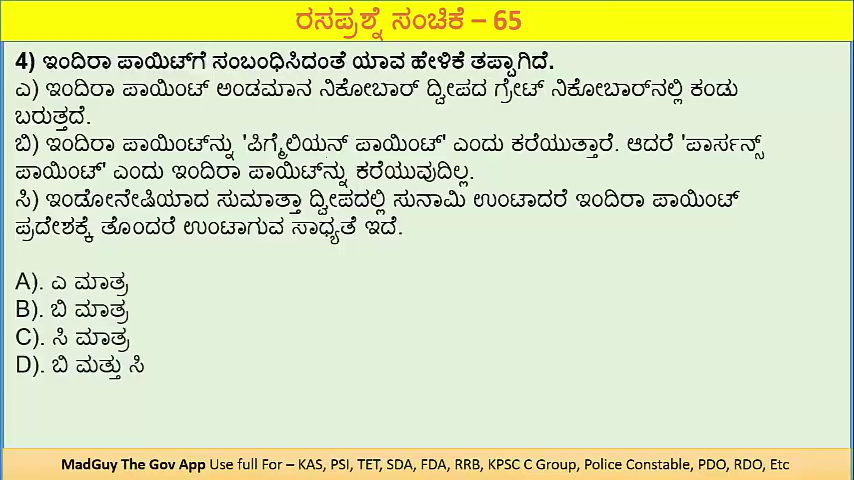 ರಸಪ್ರಶ್ನೆ ಸಂಚಿಕೆ – 65
4) ಇಂದಿರಾ ಪಾಯಿಟ್‌ಗೆ ಸಂಬಂಧಿಸಿದಂತೆ ಯಾವ ಹೇಳಿಕೆ ತಪ್ಪಾಗಿದೆ.
ಎ) ಇಂದಿರಾ ಪಾಯಿಂಟ್ ಅಂಡಮಾನ ನಿಕೋಬಾರ್ ದ್ವೀಪದ ಗ್ರೇಟ್ ನಿಕೋಬಾರ್‌ನಲ್ಲಿ ಕಂಡು
ಬರುತ್ತದೆ.
ಬಿ) ಇಂದಿರಾ ಪಾಯಿಂಟ್‌ನ್ನು 'ಪಿಗ್ಮೆಲಿಯನ್ ಪಾಯಿಂಟ್' ಎಂದು ಕರೆಯುತ್ತಾರೆ. ಆದರೆ 'ಪಾರ್ಸನ್ಸ್
ಪಾಯಿಂಟ್' ಎಂದು ಇಂದಿರಾ ಪಾಯಿಟ್‌ನ್ನು ಕರೆಯುವುದಿಲ್ಲ.
ಸಿ) ಇಂಡೋನೇಷಿಯಾದ ಸುಮಾತ್ತಾ ದ್ವೀಪದಲ್ಲಿ ಸುನಾಮಿ ಉಂಟಾದರೆ ಇಂದಿರಾ ಪಾಯಿಂಟ್
ಪ್ರದೇಶಕ್ಕೆ ತೊಂದರೆ ಉಂಟಾಗುವ ಸಾಧ್ಯತೆ ಇದೆ.
A). ಎ ಮಾತ್ರ
B). ಬಿ ಮಾತ್ರ
C). ಸಿ ಮಾತ್ರ
D). ಬಿ ಮತ್ತು ಸಿ
MadGuy The Gov App Use full For – KAS, PSI, TET, SDA, FDA, RRB, KPSC C Group, Police Constable, PDO, RDO, Etc